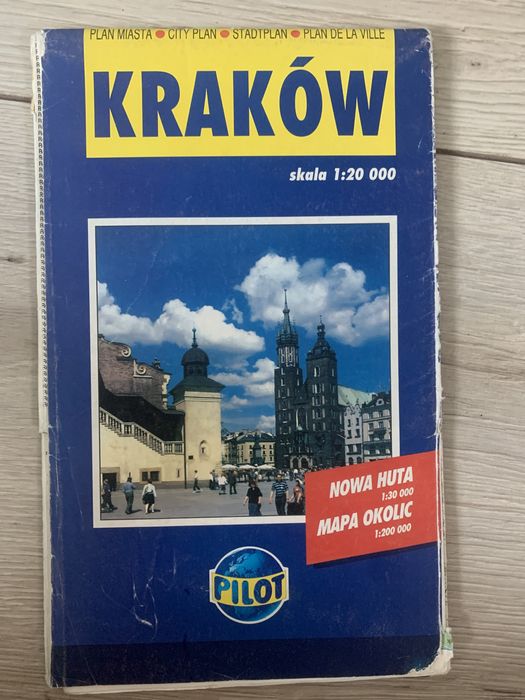 PLAN MIASTA ● CITY PLAN ● STADTPLAN ● PLAN DE LA VILLE
KRAKÓW
skala 1:20 000
NOWA HUTA
1:30 000
MAPA OKOLIC
1:200 000
PILOT